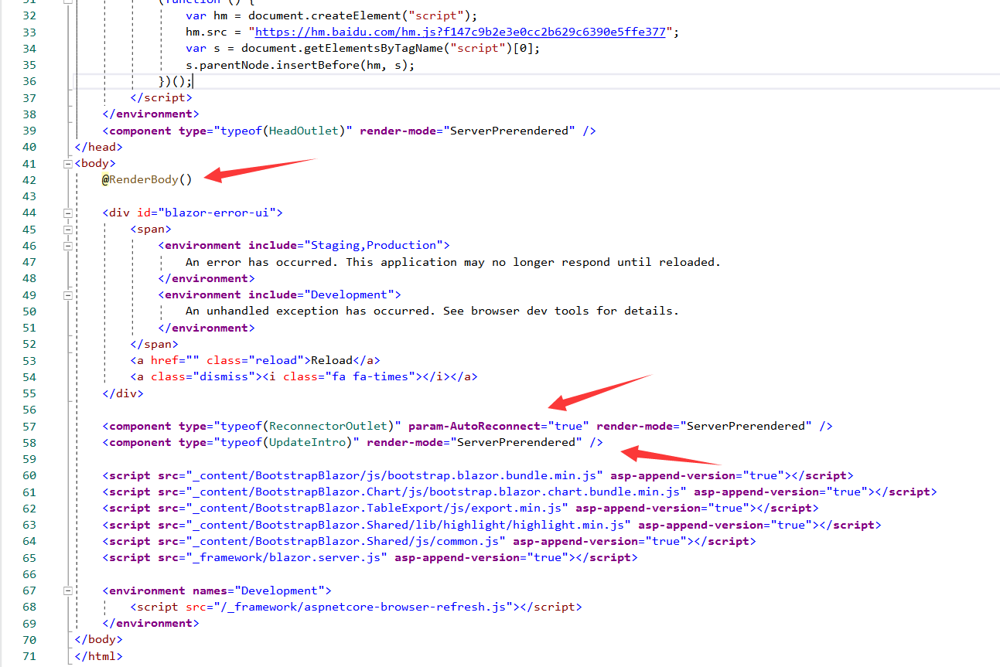 31 (function () {
32 var hm = document.createElement("script");
33 hm.src = "https://hm.baidu.com/hm.js?f147c9b2e3e0cc2b629c6390e5ffe377";
34 var s = document.getElementsByTagName("script")[0];
35 s.parentNode.insertBefore(hm, s);
36 })();
37 </script>
38 </environment>
39 <component type="typeof(HeadOutlet)" render-mode="ServerPrerendered" />
40 </head>
41 <body>
42 @RenderBody()
43
44 <div id="blazor-error-ui">
45 <span>
46 <environment include="Staging,Production">
47 An error has occurred. This application may no longer respond until reloaded.
48 </environment>
49 <environment include="Development">
50 An unhandled exception has occurred. See browser dev tools for details.
51 </environment>
52 </span>
53 <a href="" class="reload">Reload</a>
54 <a class="dismiss"><i class="fa fa-times"></i></a>
55 </div>
56
57 <component type="typeof(ReconnectorOutlet)" param-AutoReconnect="true" render-mode="ServerPrerendered" />
58 <component type="typeof(UpdateIntro)" render-mode="ServerPrerendered" />
59
60 <script src="_content/BootstrapBlazor/js/bootstrap.blazor.bundle.min.js" asp-append-version="true"></script>
61 <script src="_content/BootstrapBlazor.Chart/js/bootstrap.blazor.chart.bundle.min.js" asp-append-version="true"></script>
62 <script src="_content/BootstrapBlazor.TableExport/js/export.min.js" asp-append-version="true"></script>
63 <script src="_content/BootstrapBlazor.Shared/lib/highlight/highlight.min.js" asp-append-version="true"></script>
64 <script src="_content/BootstrapBlazor.Shared/js/common.js" asp-append-version="true"></script>
65 <script src="_framework/blazor.server.js" asp-append-version="true"></script>
66
67 <environment names="Development">
68 <script src="/_framework/aspnetcore-browser-refresh.js"></script>
69 </environment>
70 </body>
71 </html>